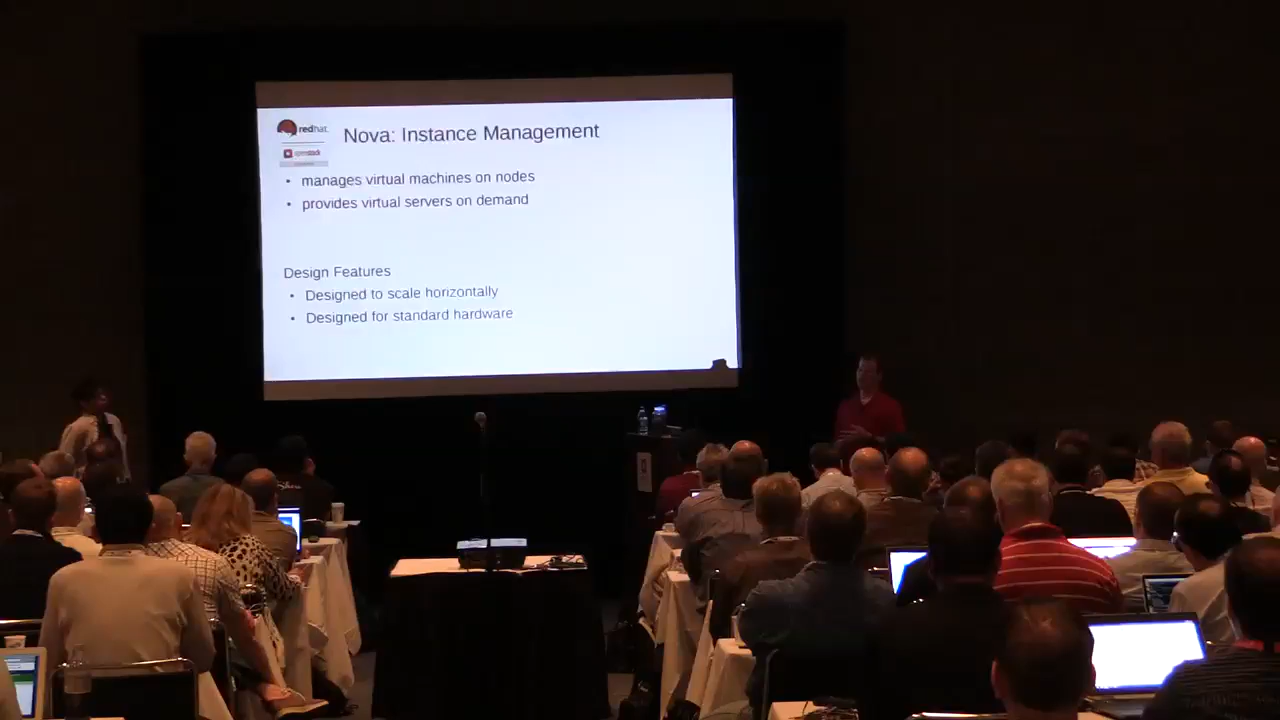 redhat.
openstack
Nova: Instance Management
• manages virtual machines on nodes
• provides virtual servers on demand
Design Features
• Designed to scale horizontally
• Designed for standard hardware